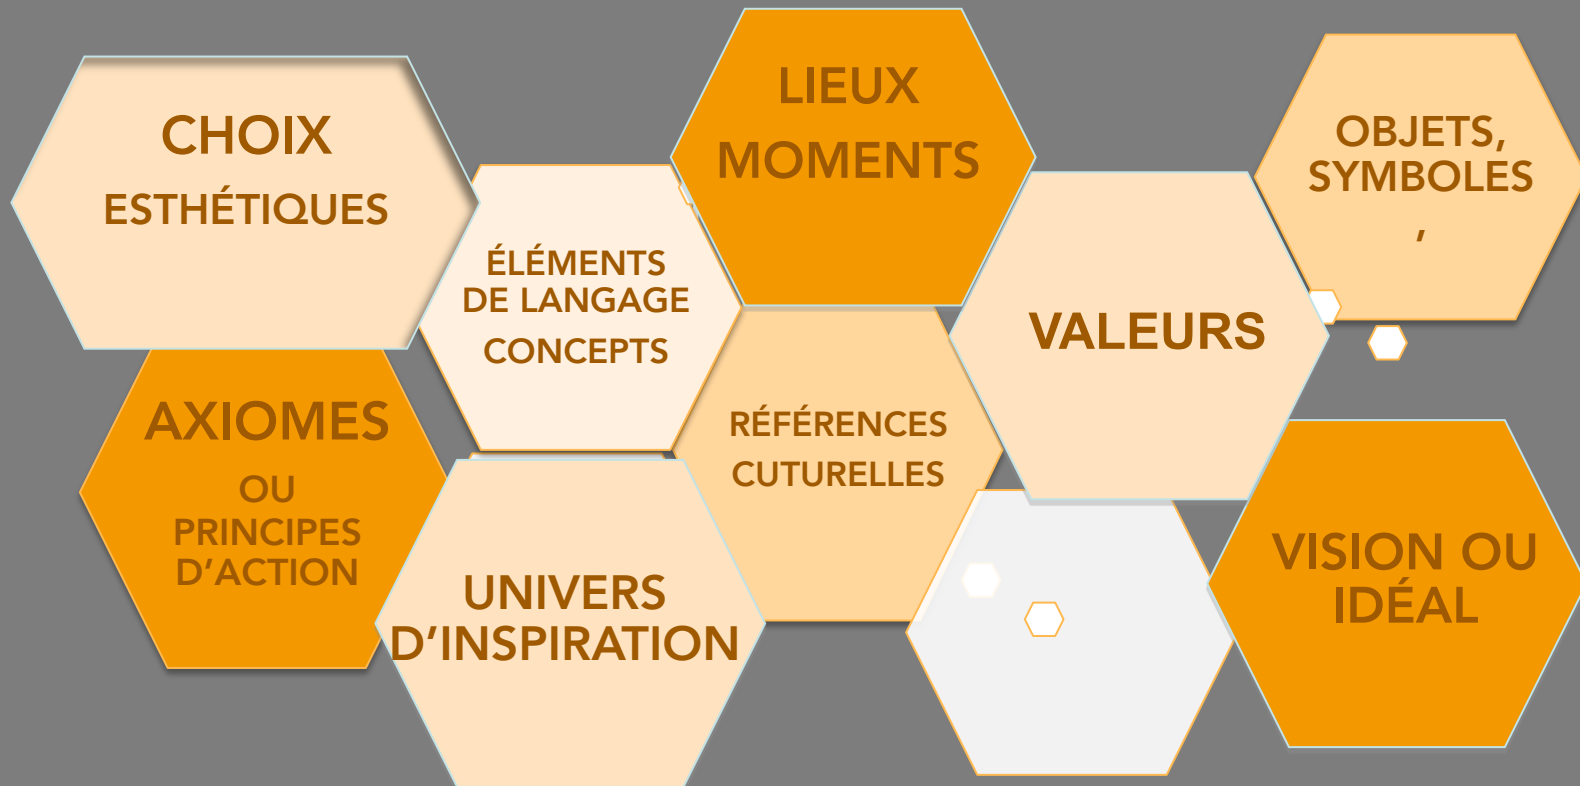 CHOIX
ESTHÉTIQUES
LIEUX
MOMENTS
OBJETS,
SYMBOLES
,
ÉLÉMENTS
DE LANGAGE
CONCEPTS
VALEURS
AXIOMES
OU
PRINCIPES
D’ACTION
RÉFÉRENCES
CUTURELLES
UNIVERS
D’INSPIRATION
VISION OU
IDÉAL